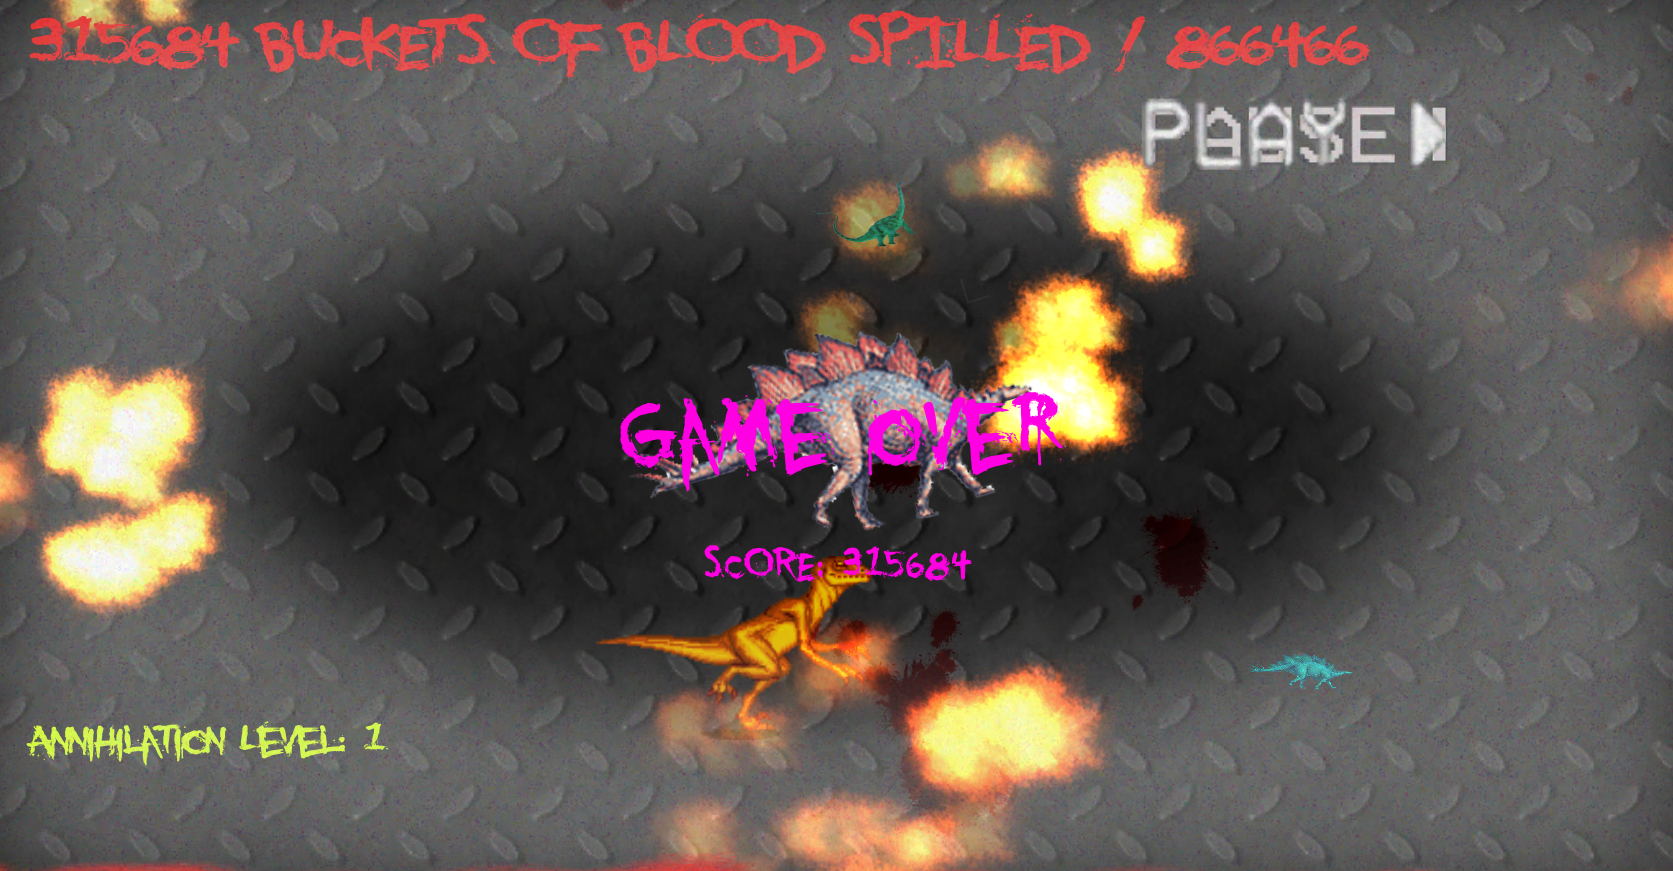 315684 BUCKETS OF BLOOD SPILLED / 866466
GAME OVER
SCORE: 315684
ANNIHILATION LEVEL: 1